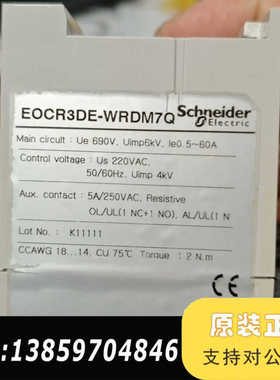 EOCR3DE-WRDM7Q Schneider
Electric
Main circuit : Ue 690V, Uimp6kV, Ie0.5~60A
Control voltage : Us 220VAC,
50/60Hz, Uimp 4kV
Aux. contact : 5A/250VAC, Resistive
OL/UL(1 NC+1 NO), AL/UL(1 N
Lot No. : K11111
CCAWG 18...14, CU 75℃ Torque : 2 N.m
CE
原装正
:13859704846
支持对公